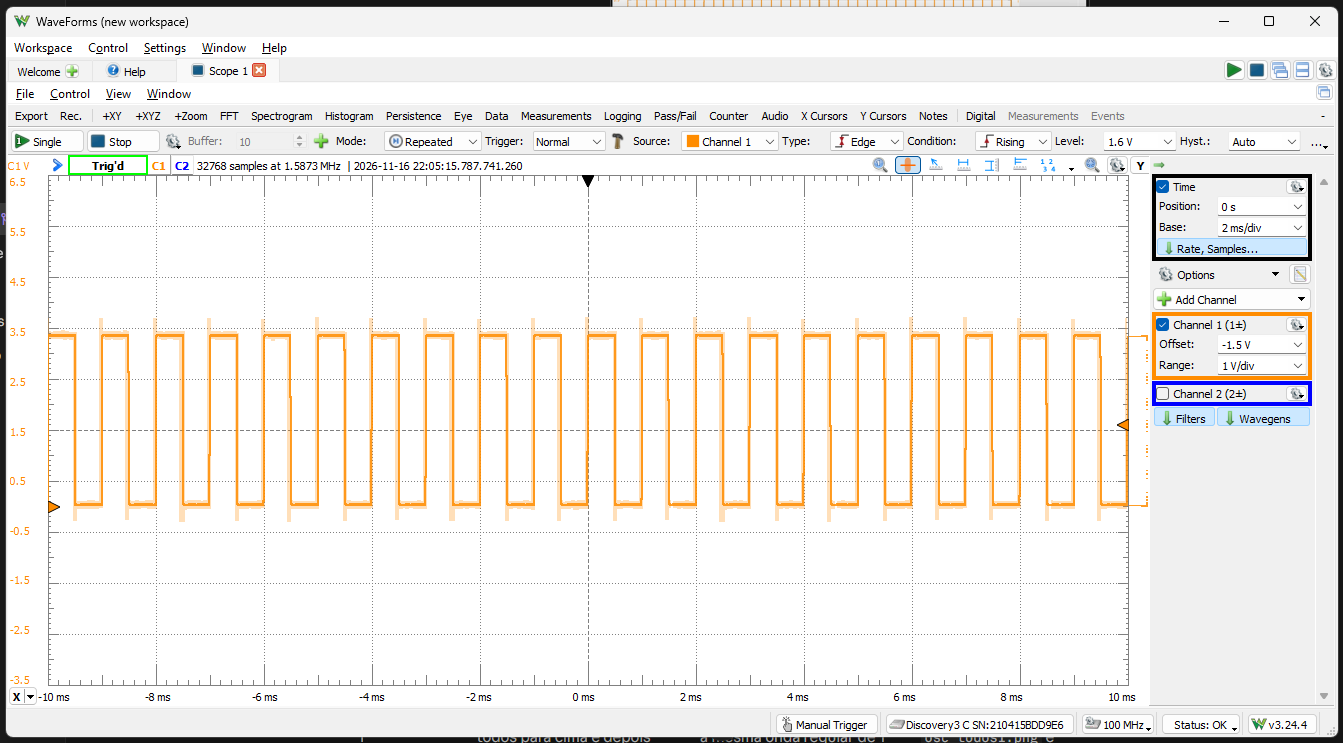 WaveForms (new workspace)
Workspace Control Settings Window Help
Welcome Help Scope 1
File Control View Window
Export Rec. +XY +XYZ +Zoom FFT Spectrogram Histogram Persistence Eye Data Measurements Logging Pass/Fail Counter Audio X Cursors Y Cursors Notes Digital Measurements Events
Single Stop Buffer: 10 Mode: Repeated Trigger: Normal Source: Channel 1 Type: Edge Condition: Rising Level: 1.6 V Hyst.: Auto ...
C1 V Trig'd C1 C2 32768 samples at 1.5873 MHz | 2026-11-16 22:05:15.787.741.260 Y
6.5
5.5
4.5
3.5
2.5
1.5
0.5
-0.5
-1.5
-2.5
-3.5
X -10 ms -8 ms -6 ms -4 ms -2 ms 0 ms 2 ms 4 ms 6 ms 8 ms 10 ms
Time
Position: 0 s
Base: 2 ms/div
Rate, Samples...
Options
Add Channel
Channel 1 (1±)
Offset: -1.5 V
Range: 1 V/div
Channel 2 (2±)
Filters Wavegens
Manual Trigger Discovery3 C SN:210415BDD9E6 100 MHz Status: OK v3.24.4